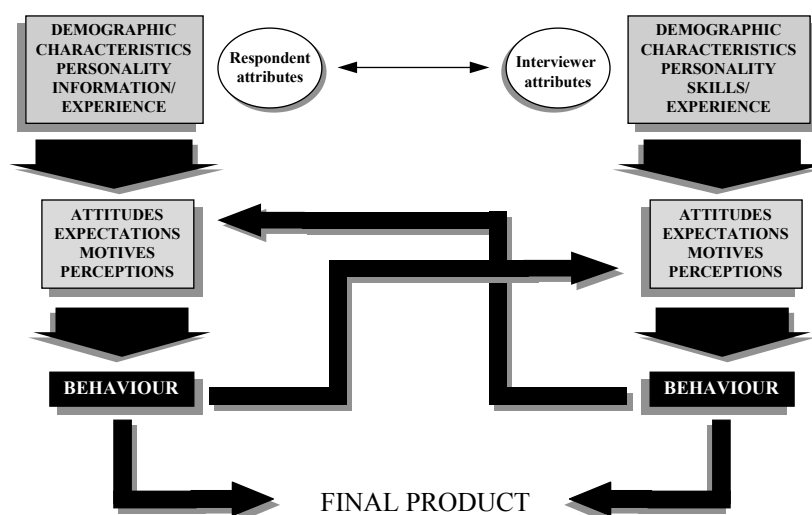 DEMOGRAPHIC
CHARACTERISTICS
PERSONALITY
INFORMATION/
EXPERIENCE
Respondent
attributes
Interviewer
attributes
DEMOGRAPHIC
CHARACTERISTICS
PERSONALITY
SKILLS/
EXPERIENCE
ATTITUDES
EXPECTATIONS
MOTIVES
PERCEPTIONS
ATTITUDES
EXPECTATIONS
MOTIVES
PERCEPTIONS
BEHAVIOUR
BEHAVIOUR
FINAL PRODUCT